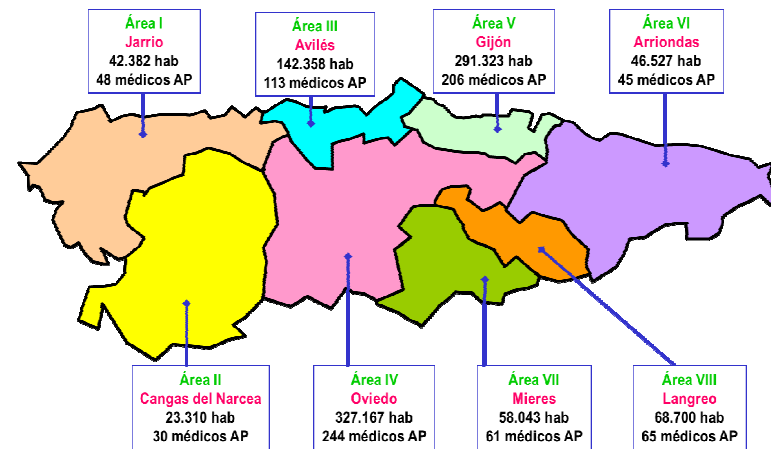 Área I
Jarrio
42.382 hab
48 médicos AP
Área III
Avilés
142.358 hab
113 médicos AP
Área V
Gijón
291.323 hab
206 médicos AP
Área VI
Arriondas
46.527 hab
45 médicos AP
Área II
Cangas del Narcea
23.310 hab
30 médicos AP
Área IV
Oviedo
327.167 hab
244 médicos AP
Área VII
Mieres
58.043 hab
61 médicos AP
Área VIII
Langreo
68.700 hab
65 médicos AP